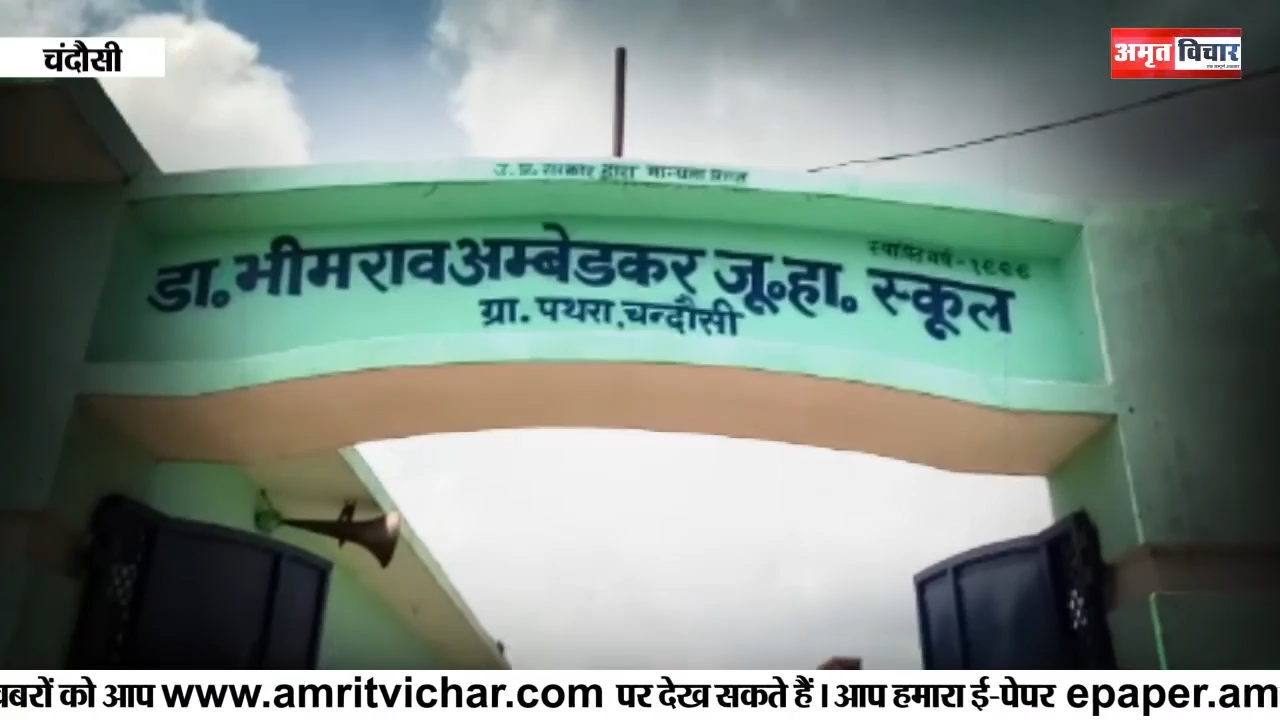 चंदौसी
अमृत विचार
उ.प्र. सरकार द्वारा मान्यता प्राप्त
स्थापित वर्ष - १९९९
डा. भीमराव अम्बेडकर जू.हा. स्कूल
ग्रा. पथरा, चन्दौसी
को आप www.amritvichar.com पर देख सकते हैं । आप हमारा ई-पेपर epaper.am